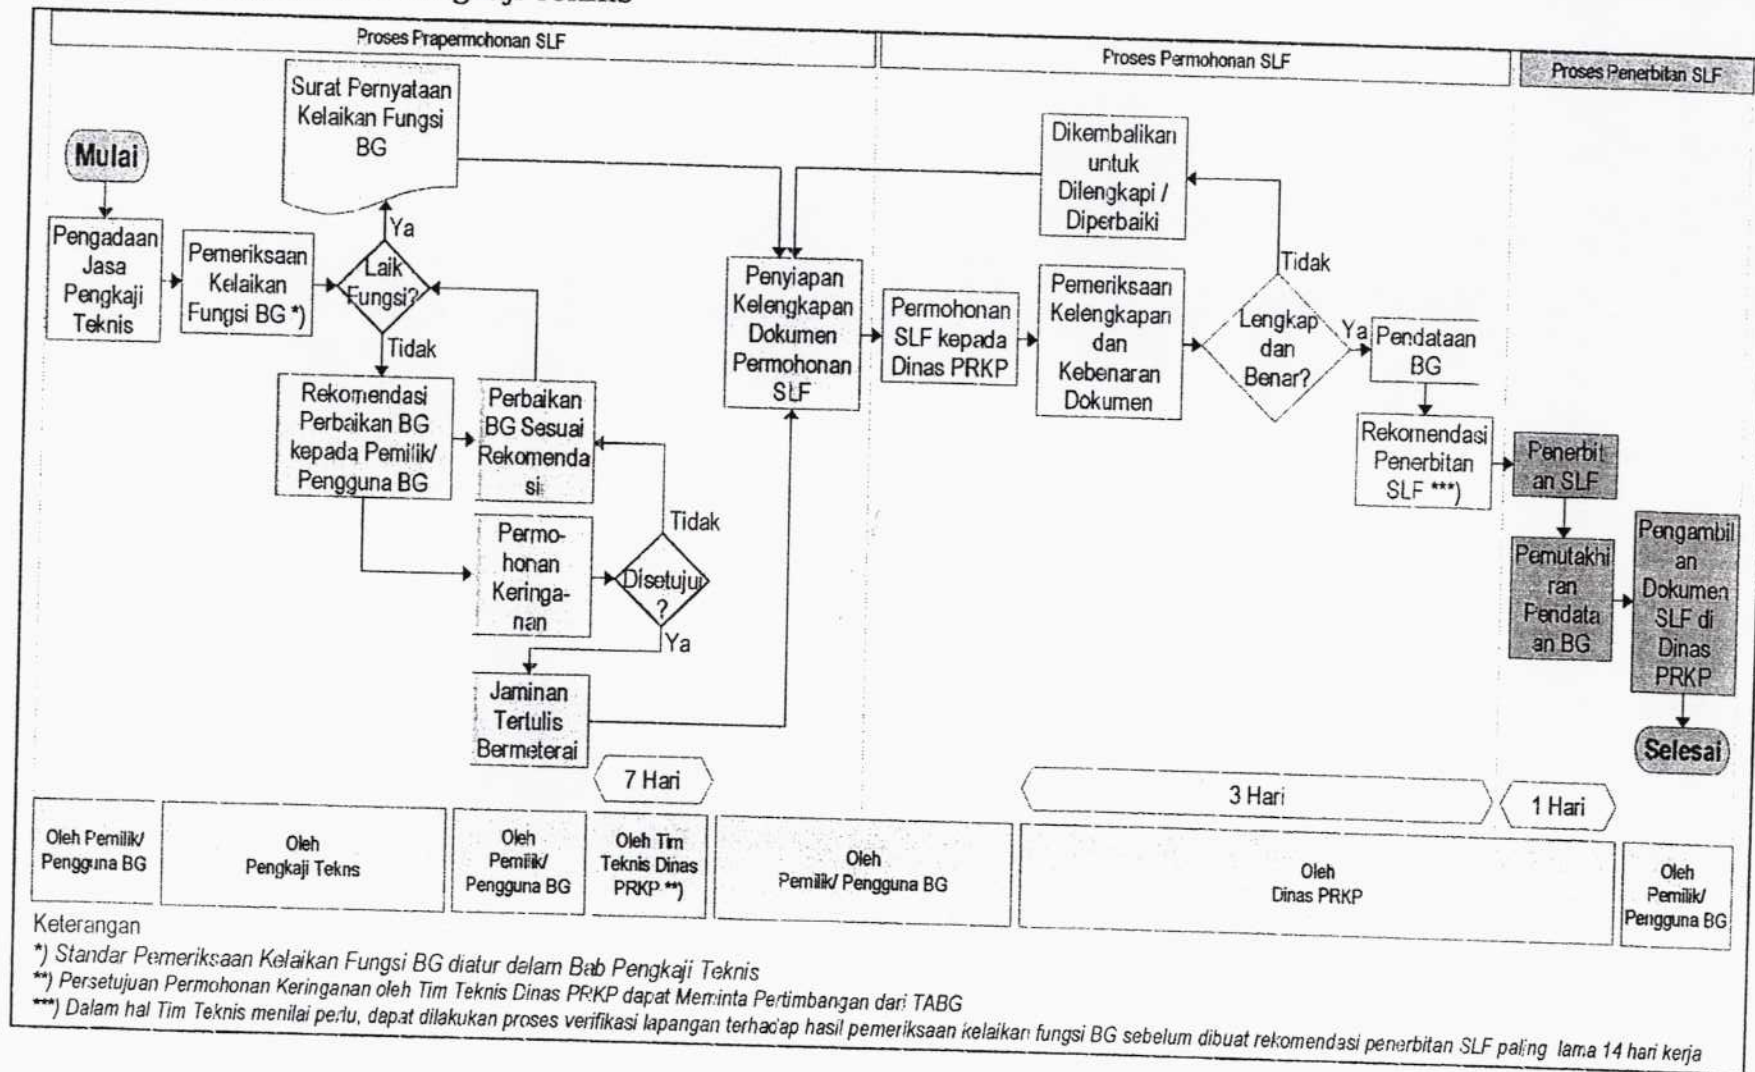 Proses Prapermohonan SLF
Proses Permohonan SLF
Proses Penerbitan SLF
Mulai
Pengadaan
Jasa
Pengkaji
Teknis
Pemeriksaan
Kelaikan
Fungsi BG *)
Laik
Fungsi?
Ya
Tidak
Surat Pernyataan
Kelaikan Fungsi
BG
Rekomendasi
Perbaikan BG
kepada Pemilik/
Pengguna BG
Perbaikan
BG Sesuai
Rekomenda
si
Permo-
honan
Keringa-
nan
Disetujui
?
Tidak
Ya
Jaminan
Tertulis
Bermeterai
Penyiapan
Kelengkapan
Dokumen
Permohonan
SLF
Permohonan
SLF kepada
Dinas PRKP
Pemeriksaan
Kelengkapan
dan
Kebenaran
Dokumen
Lengkap
dan
Benar?
Tidak
Ya
Dikembalikan
untuk
Dilengkapi /
Diperbaiki
Pendataan
BG
Rekomendasi
Penerbitan
SLF ***)
Penerbit
an SLF
Pemutakhi
ran
Pendata
an BG
Pengambil
an
Dokumen
SLF di
Dinas
PRKP
Selesai
7 Hari
3 Hari
1 Hari
Oleh Pemilik/
Pengguna BG
Oleh
Pengkaji Tekns
Oleh
Pemilik/
Pengguna BG
Oleh Tim
Teknis Dinas
PRKP **)
Oleh
Pemilik/ Pengguna BG
Oleh
Dinas PRKP
Oleh
Pemilik/
Pengguna BG
Keterangan
*) Standar Pemeriksaan Kelaikan Fungsi BG diatur dalam Bab Pengkaji Teknis
**) Persetujuan Permohonan Keringanan oleh Tim Teknis Dinas PRKP dapat Meminta Pertimbangan dari TABG
***) Dalam hal Tim Teknis menilai perlu, dapat dilakukan proses verifikasi lapangan terhadap hasil pemeriksaan kelaikan fungsi BG sebelum dibuat rekomendasi penerbitan SLF paling lama 14 hari kerja